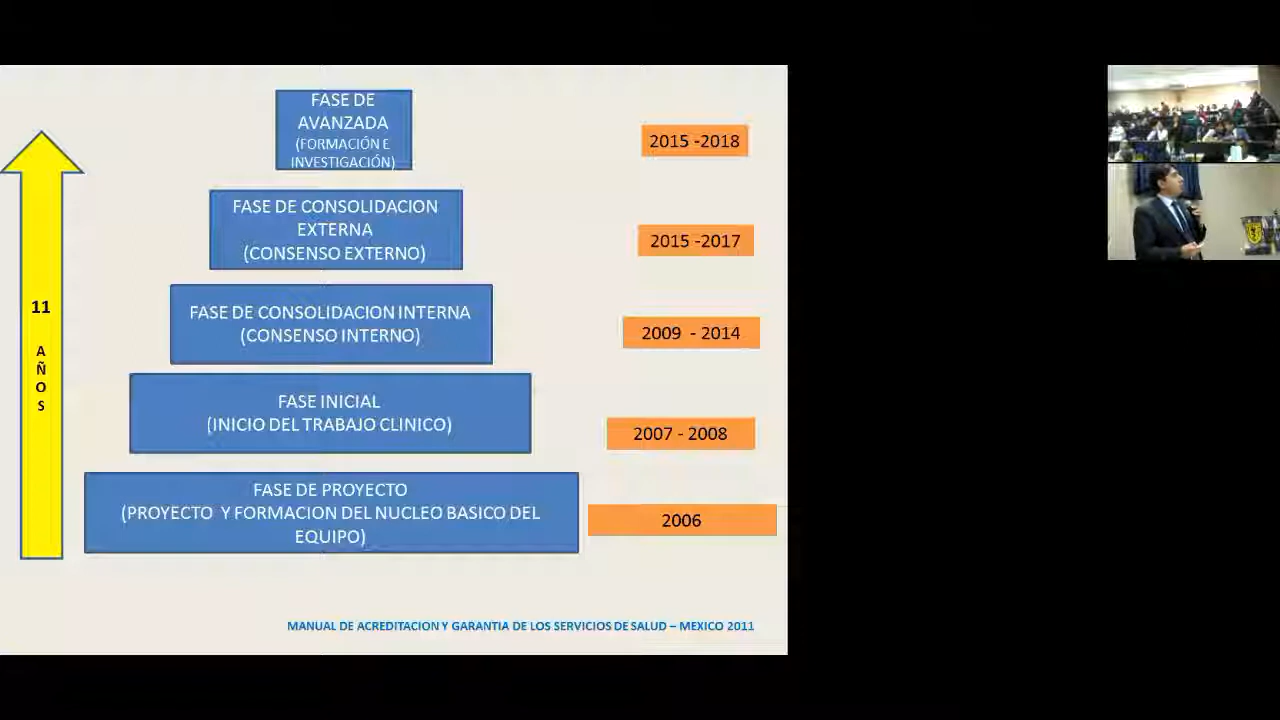 FASE DE
AVANZADA
(FORMACIÓN E
INVESTIGACIÓN)
2015 -2018
FASE DE CONSOLIDACION
EXTERNA
(CONSENSO EXTERNO)
2015 -2017
11
AÑOS
FASE DE CONSOLIDACION INTERNA
(CONSENSO INTERNO)
2009 - 2014
FASE INICIAL
(INICIO DEL TRABAJO CLINICO)
2007 - 2008
FASE DE PROYECTO
(PROYECTO Y FORMACION DEL NUCLEO BASICO DEL
EQUIPO)
2006
MANUAL DE ACREDITACION Y GARANTIA DE LOS SERVICIOS DE SALUD – MEXICO 2011